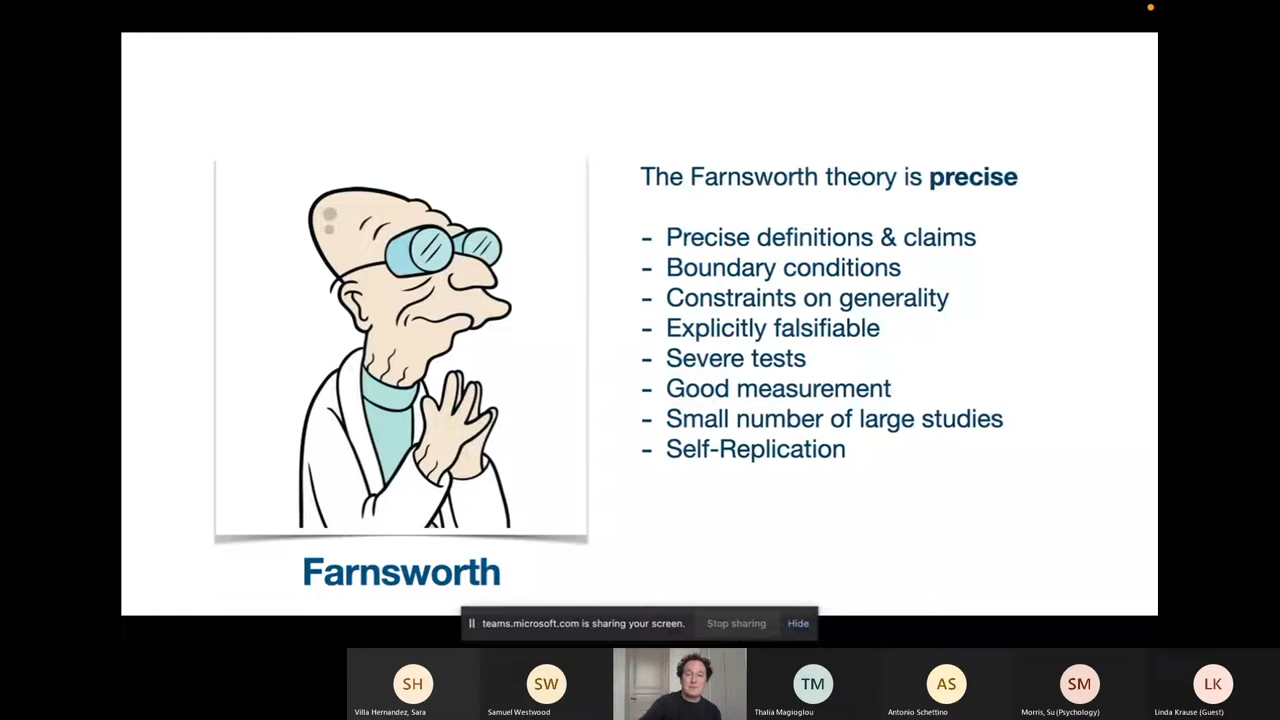 The Farnsworth theory is precise
- Precise definitions & claims
- Boundary conditions
- Constraints on generality
- Explicitly falsifiable
- Severe tests
- Good measurement
- Small number of large studies
- Self-Replication
Farnsworth
teams.microsoft.com is sharing your screen. Stop sharing Hide
SH SW TM AS SM LK
Villa Hernandez, Sara Samuel Westwood Thalia Magioglou Antonio Schettino Morris, Su (Psychology) Linda Krause (Guest)